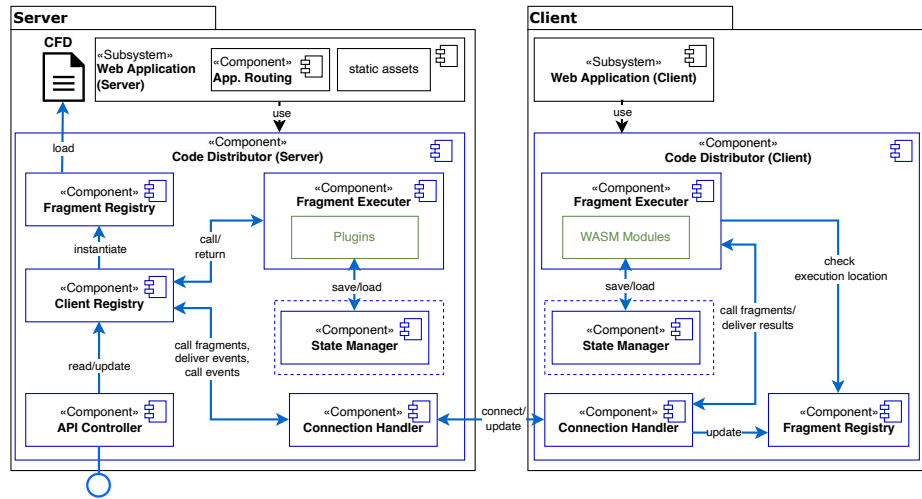 Server
CFD
«Subsystem»
Web Application
(Server)
«Component»
App. Routing
static assets
use
load
«Component»
Code Distributor (Server)
«Component»
Fragment Registry
instantiate
«Component»
Client Registry
read/update
«Component»
API Controller
call/
return
«Component»
Fragment Executer
Plugins
save/load
«Component»
State Manager
call fragments,
deliver events,
call events
«Component»
Connection Handler
connect/
update
Client
«Subsystem»
Web Application (Client)
use
«Component»
Code Distributor (Client)
«Component»
Fragment Executer
WASM Modules
save/load
«Component»
State Manager
call fragments/
deliver results
check
execution location
«Component»
Connection Handler
update
«Component»
Fragment Registry